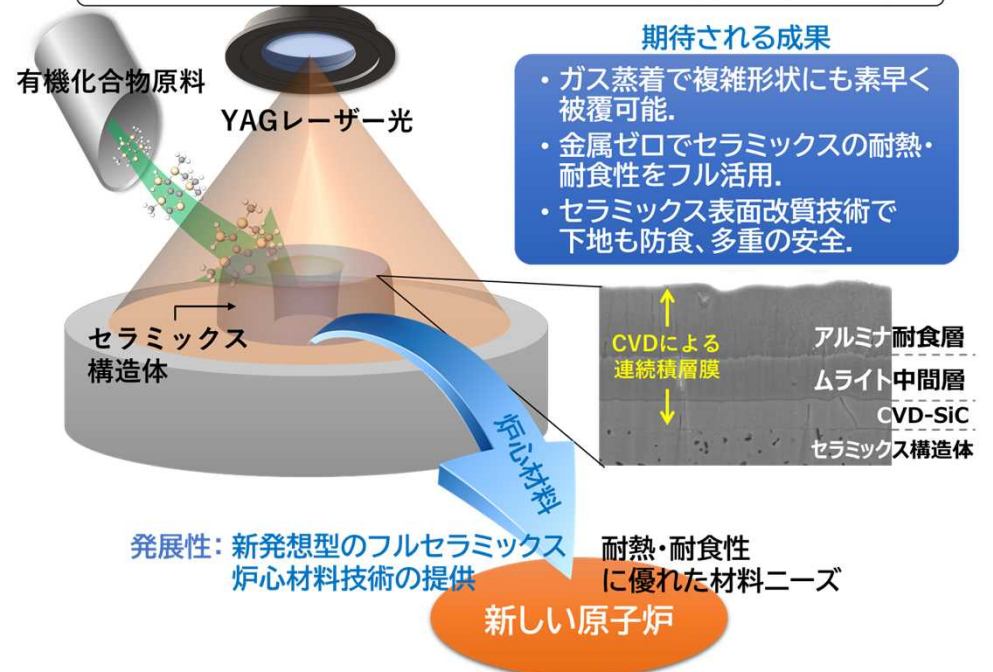 期待される成果
・ガス蒸着で複雑形状にも素早く
被覆可能.
・金属ゼロでセラミックスの耐熱・
耐食性をフル活用.
・セラミックス表面改質技術で
下地も防食、多重の安全.
有機化合物原料
YAGレーザー光
セラミックス
構造体
CVDによる
連続積層膜
アルミナ耐食層
ムライト中間層
CVD-SiC
セラミックス構造体
炉心材料
発展性: 新発想型のフルセラミックス
炉心材料技術の提供
耐熱・耐食性
に優れた材料ニーズ
新しい原子炉